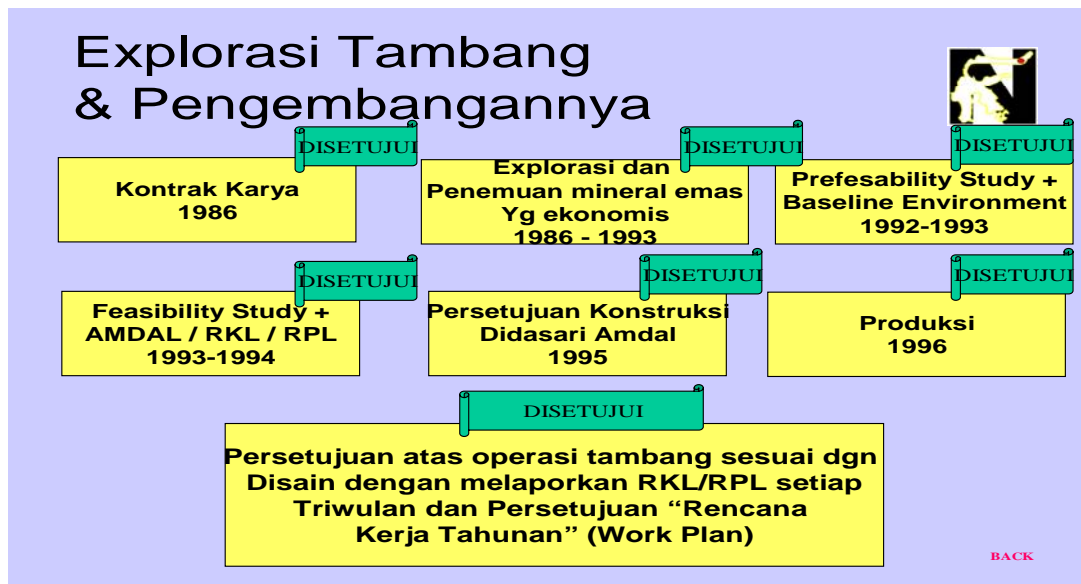 Explorasi Tambang
& Pengembangannya
DISETUJUI
Kontrak Karya
1986
DISETUJUI
Explorasi dan
Penemuan mineral emas
Yg ekonomis
1986 - 1993
DISETUJUI
Prefesability Study +
Baseline Environment
1992-1993
DISETUJUI
Feasibility Study +
AMDAL / RKL / RPL
1993-1994
DISETUJUI
Persetujuan Konstruksi
Didasari Amdal
1995
DISETUJUI
Produksi
1996
DISETUJUI
Persetujuan atas operasi tambang sesuai dgn
Disain dengan melaporkan RKL/RPL setiap
Triwulan dan Persetujuan “Rencana
Kerja Tahunan” (Work Plan)
BACK